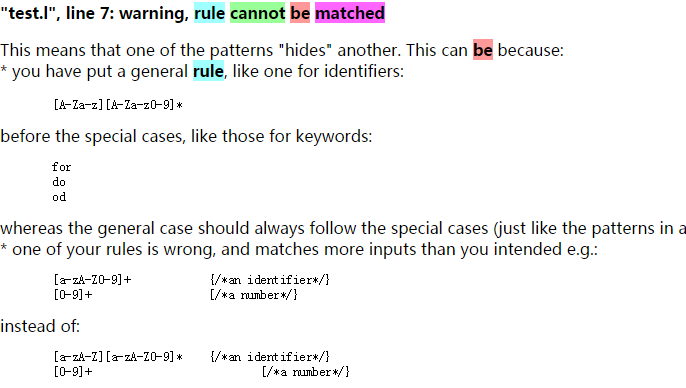 "test.l", line 7: warning, rule cannot be matched
This means that one of the patterns "hides" another. This can be because:
* you have put a general rule, like one for identifiers:
[A-Za-z][A-Za-z0-9]*
before the special cases, like those for keywords:
for
do
od
whereas the general case should always follow the special cases (just like the patterns in a
* one of your rules is wrong, and matches more inputs than you intended e.g.:
[a-zA-Z0-9]+ {/*an identifier*/}
[0-9]+ [/*a number*/}
instead of:
[a-zA-Z][a-zA-Z0-9]* {/*an identifier*/}
[0-9]+ [/*a number*/}